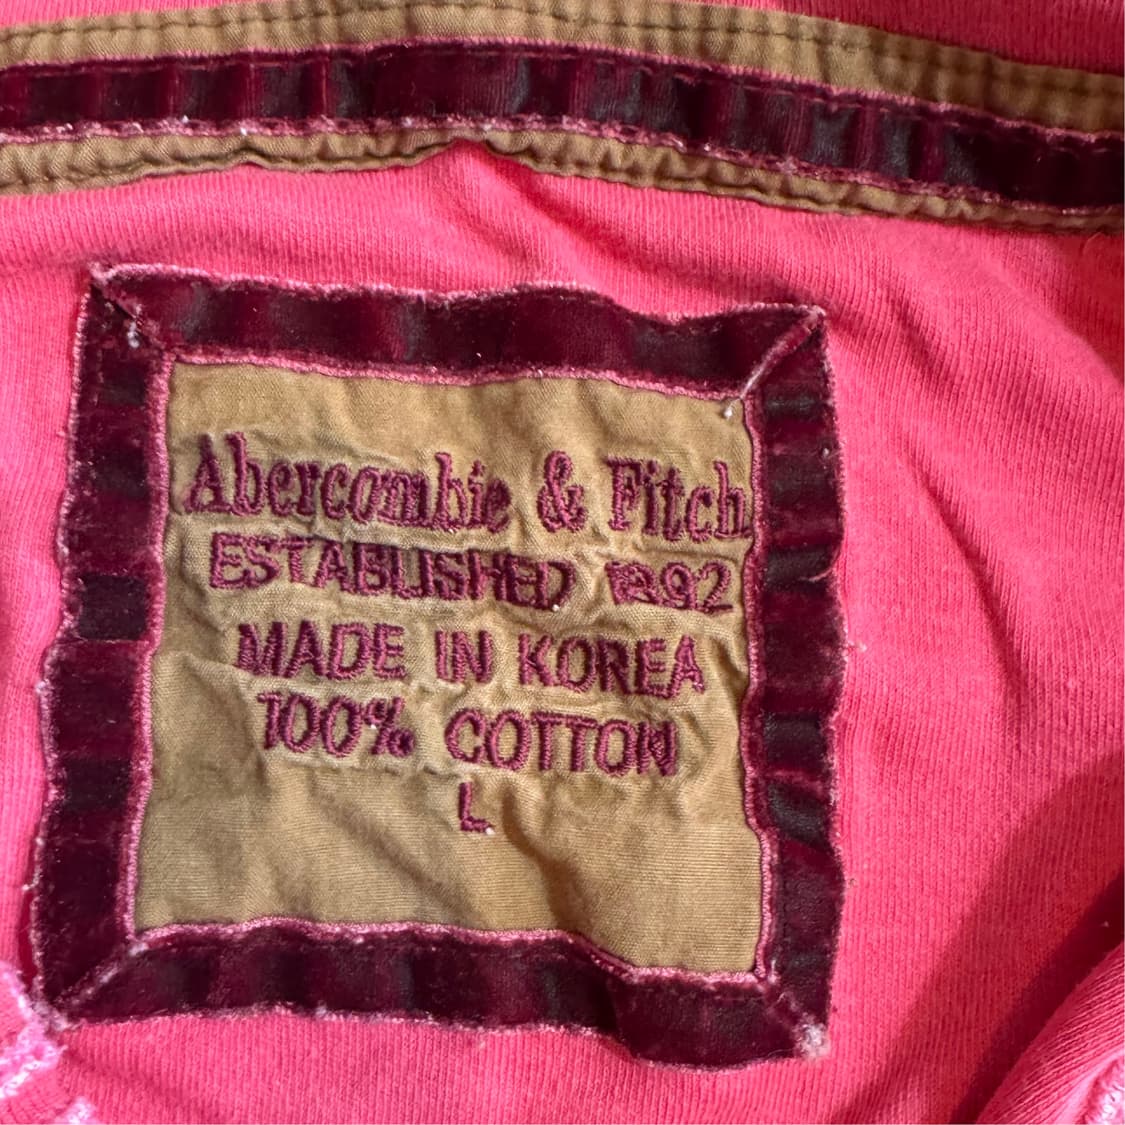 Abercombie & Fitch
ESTABLISHED 1892
MADE IN KOREA
100% COTTON
L